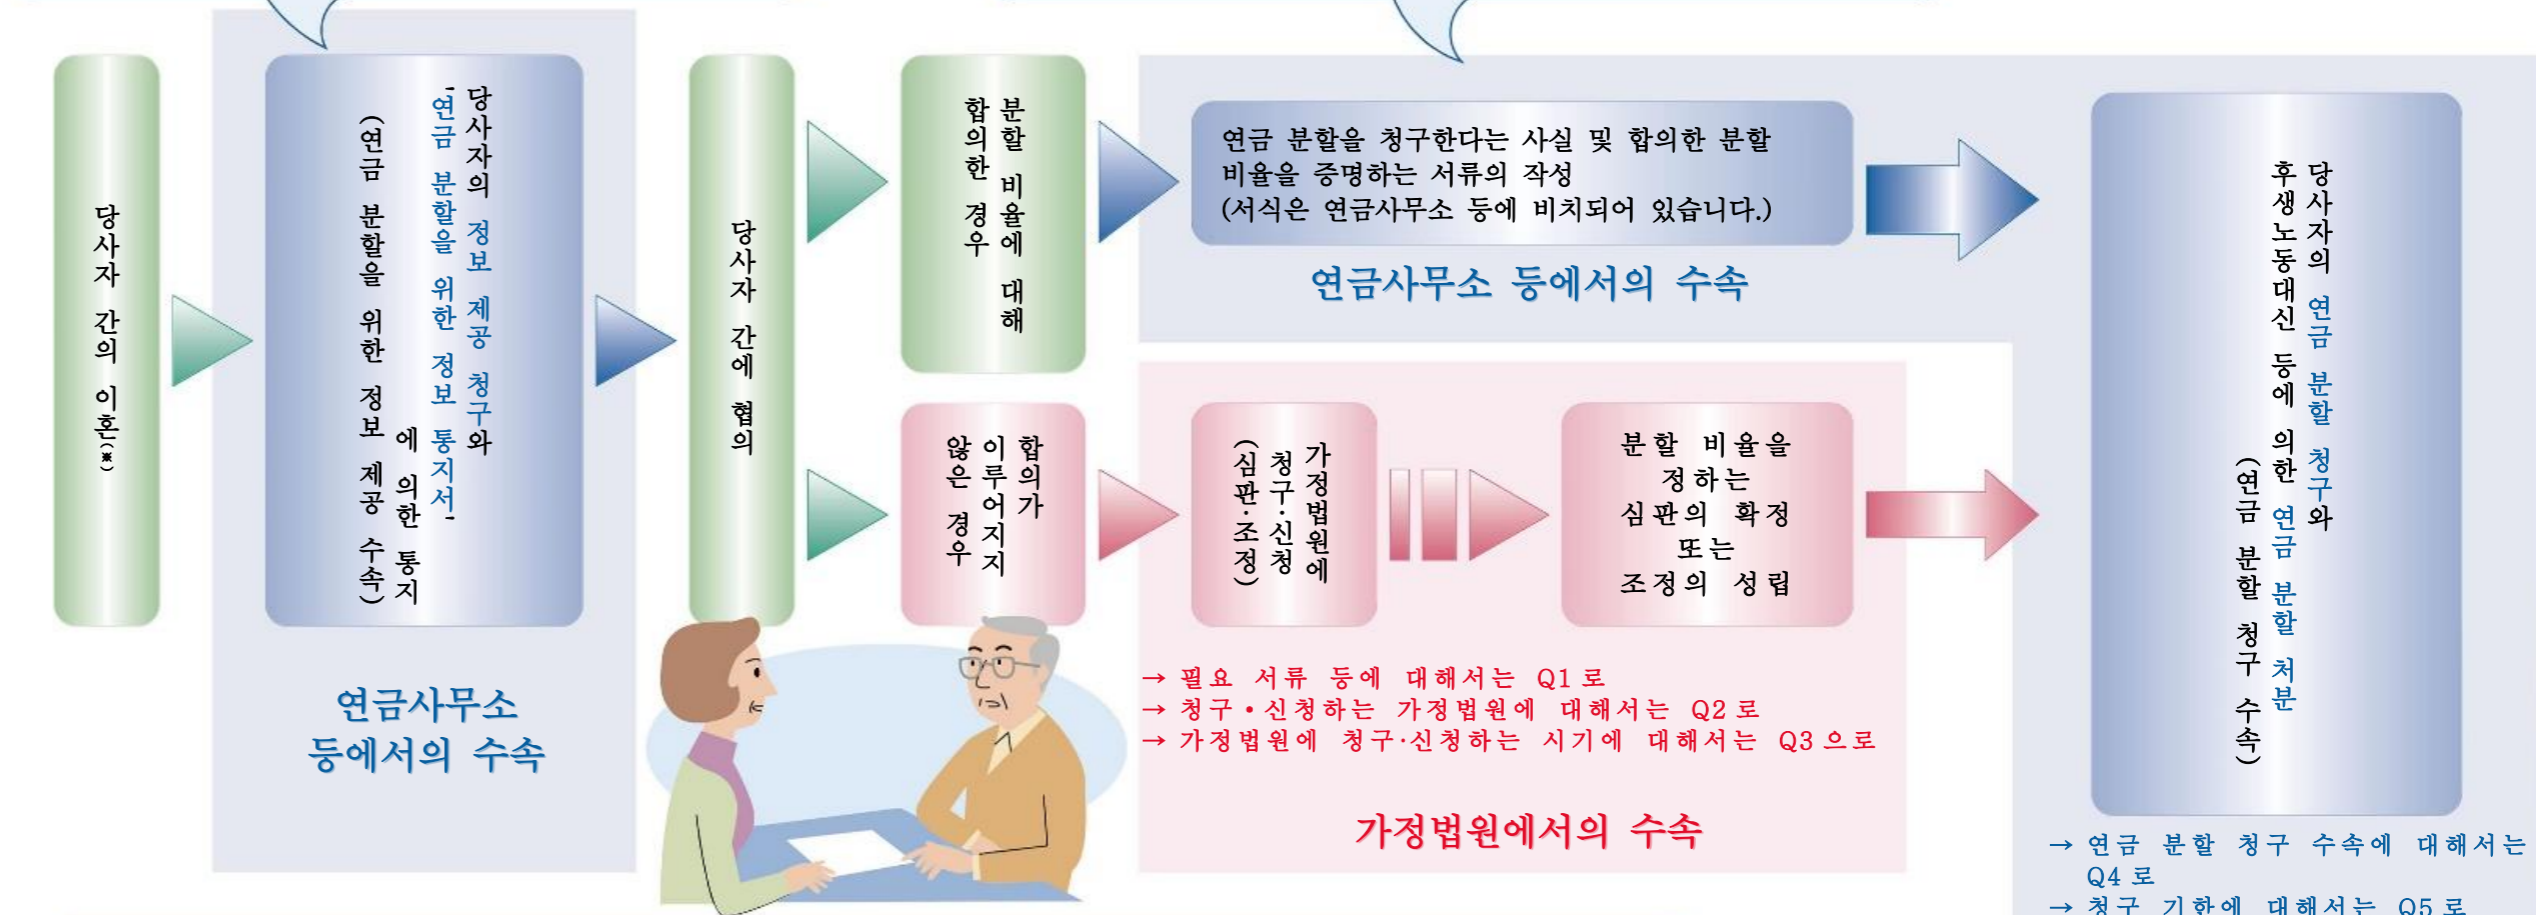 당사자 간의 이혼(※)
당사자의 정보 제공 청구와
「연금 분할을 위한 정보 통지서」
에 의한 통지
(연금 분할을 위한 정보 제공 수속)
연금사무소
등에서의 수속
당사자 간에 협의
분할 비율에 대해
합의한 경우
연금 분할을 청구한다는 사실 및 합의한 분할
비율을 증명하는 서류의 작성
(서식은 연금사무소 등에 비치되어 있습니다.)
연금사무소 등에서의 수속
합의가
이루어지지
않은 경우
가정법원에
청구·신청
(심판·조정)
분할 비율을
정하는
심판의 확정
또는
조정의 성립
→ 필요 서류 등에 대해서는 Q1로
→ 청구•신청하는 가정법원에 대해서는 Q2로
→ 가정법원에 청구·신청하는 시기에 대해서는 Q3으로
가정법원에서의 수속
당사자의 연금 분할 청구와
후생노동대신 등에 의한 연금 분할 처분
(연금 분할 청구 수속)
→ 연금 분할 청구 수속에 대해서는
Q4로
→ 청구 기한에 대해서는 Q5로